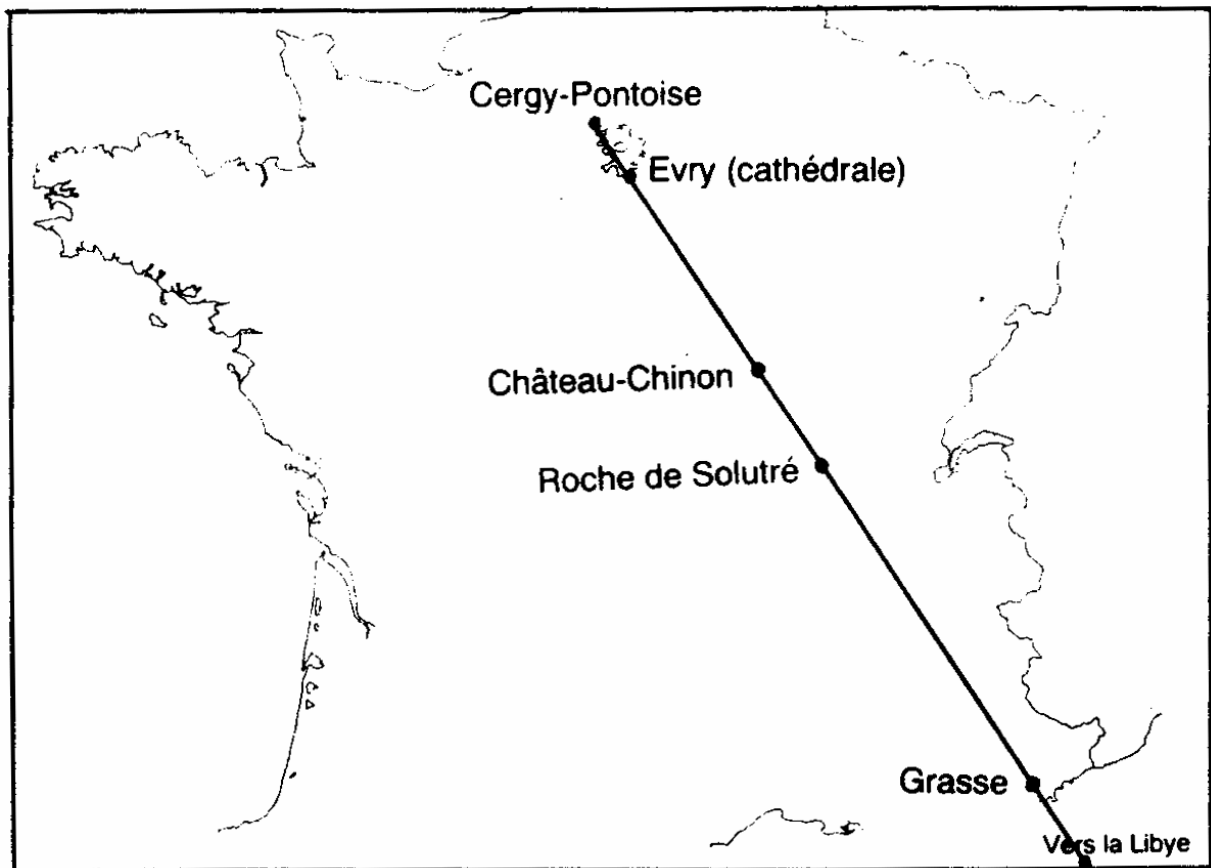 Cergy-Pontoise
Evry (cathédrale)
Château-Chinon
Roche de Solutré
Grasse
Vers la Libye